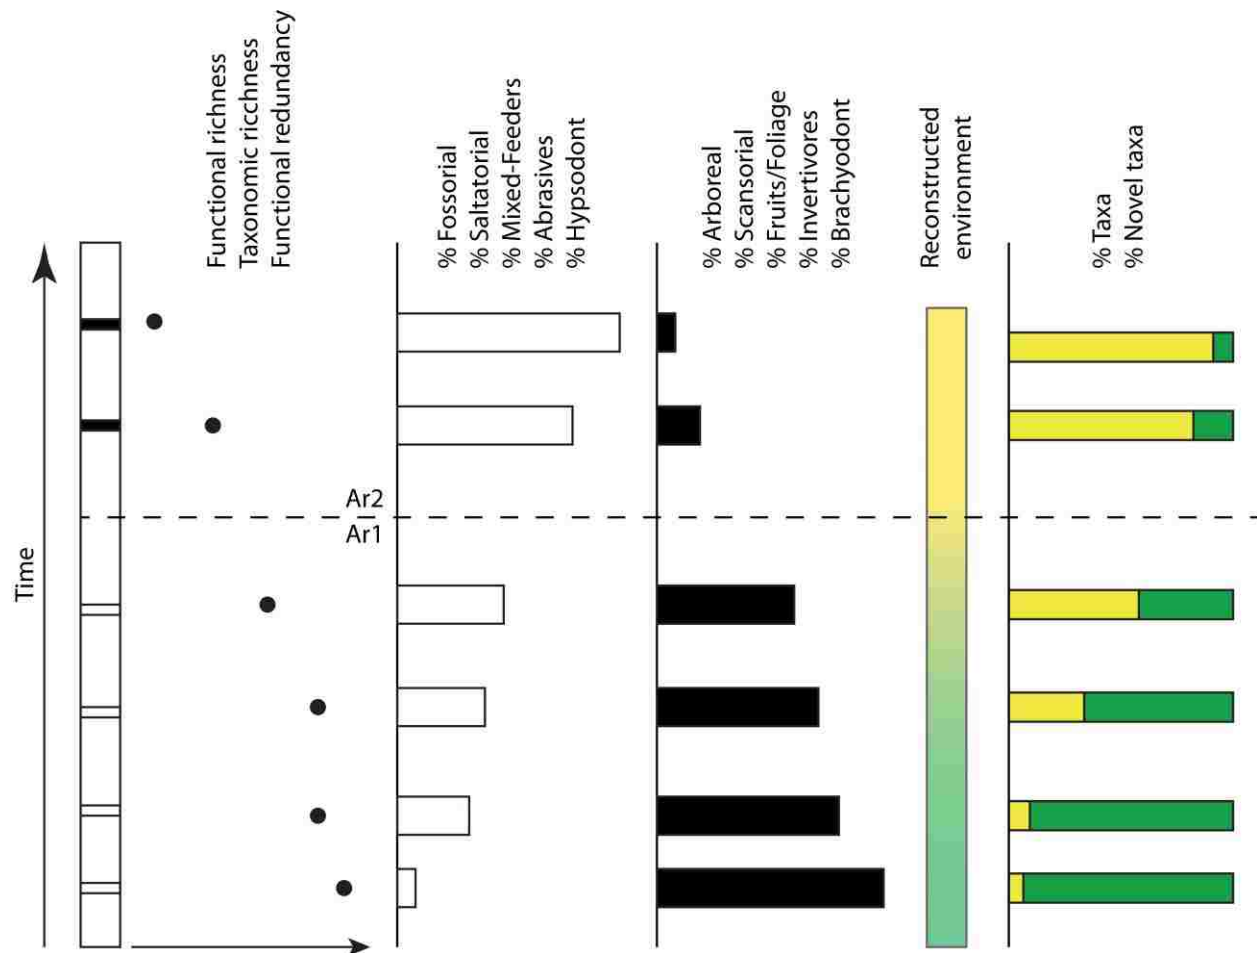 Functional richness
Taxonomic ricchness
Functional redundancy
% Fossorial
% Saltatorial
% Mixed-Feeders
% Abrasives
% Hypsodont
% Arboreal
% Scansorial
% Fruits/Foliage
% Invertivores
% Brachyodont
Reconstructed
environment
% Taxa
% Novel taxa
Ar2
Ar1
Time